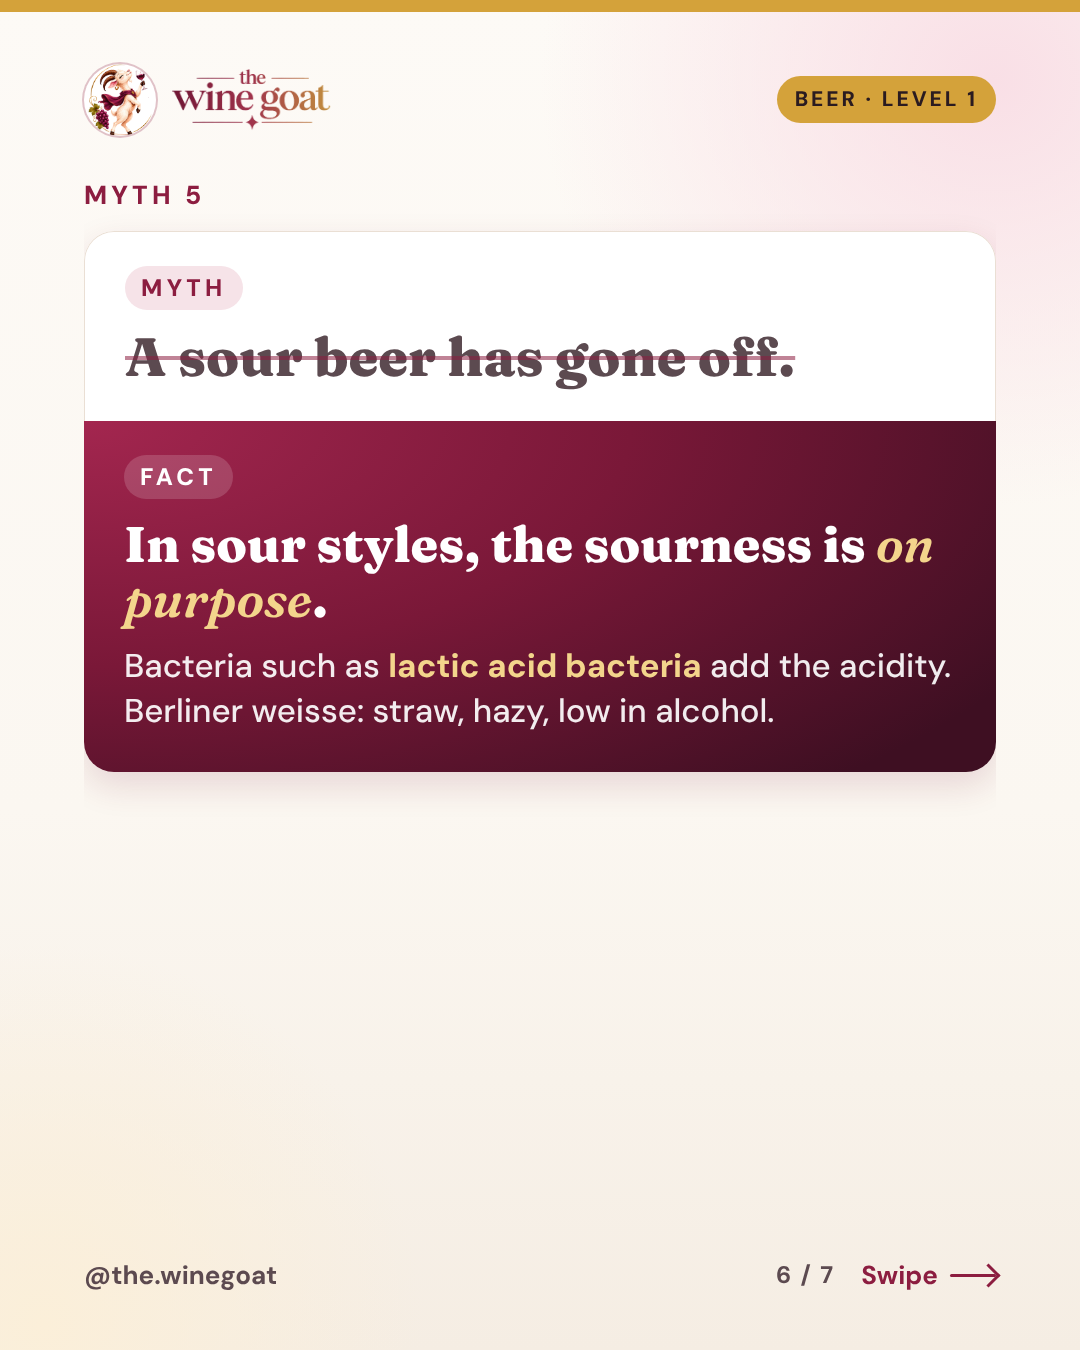 the
wine goat
BEER · LEVEL 1
MYTH 5
MYTH
A sour beer has gone off.
FACT
In sour styles, the sourness is on
purpose.
Bacteria such as lactic acid bacteria add the acidity.
Berliner weisse: straw, hazy, low in alcohol.
@the.winegoat
6 / 7 Swipe